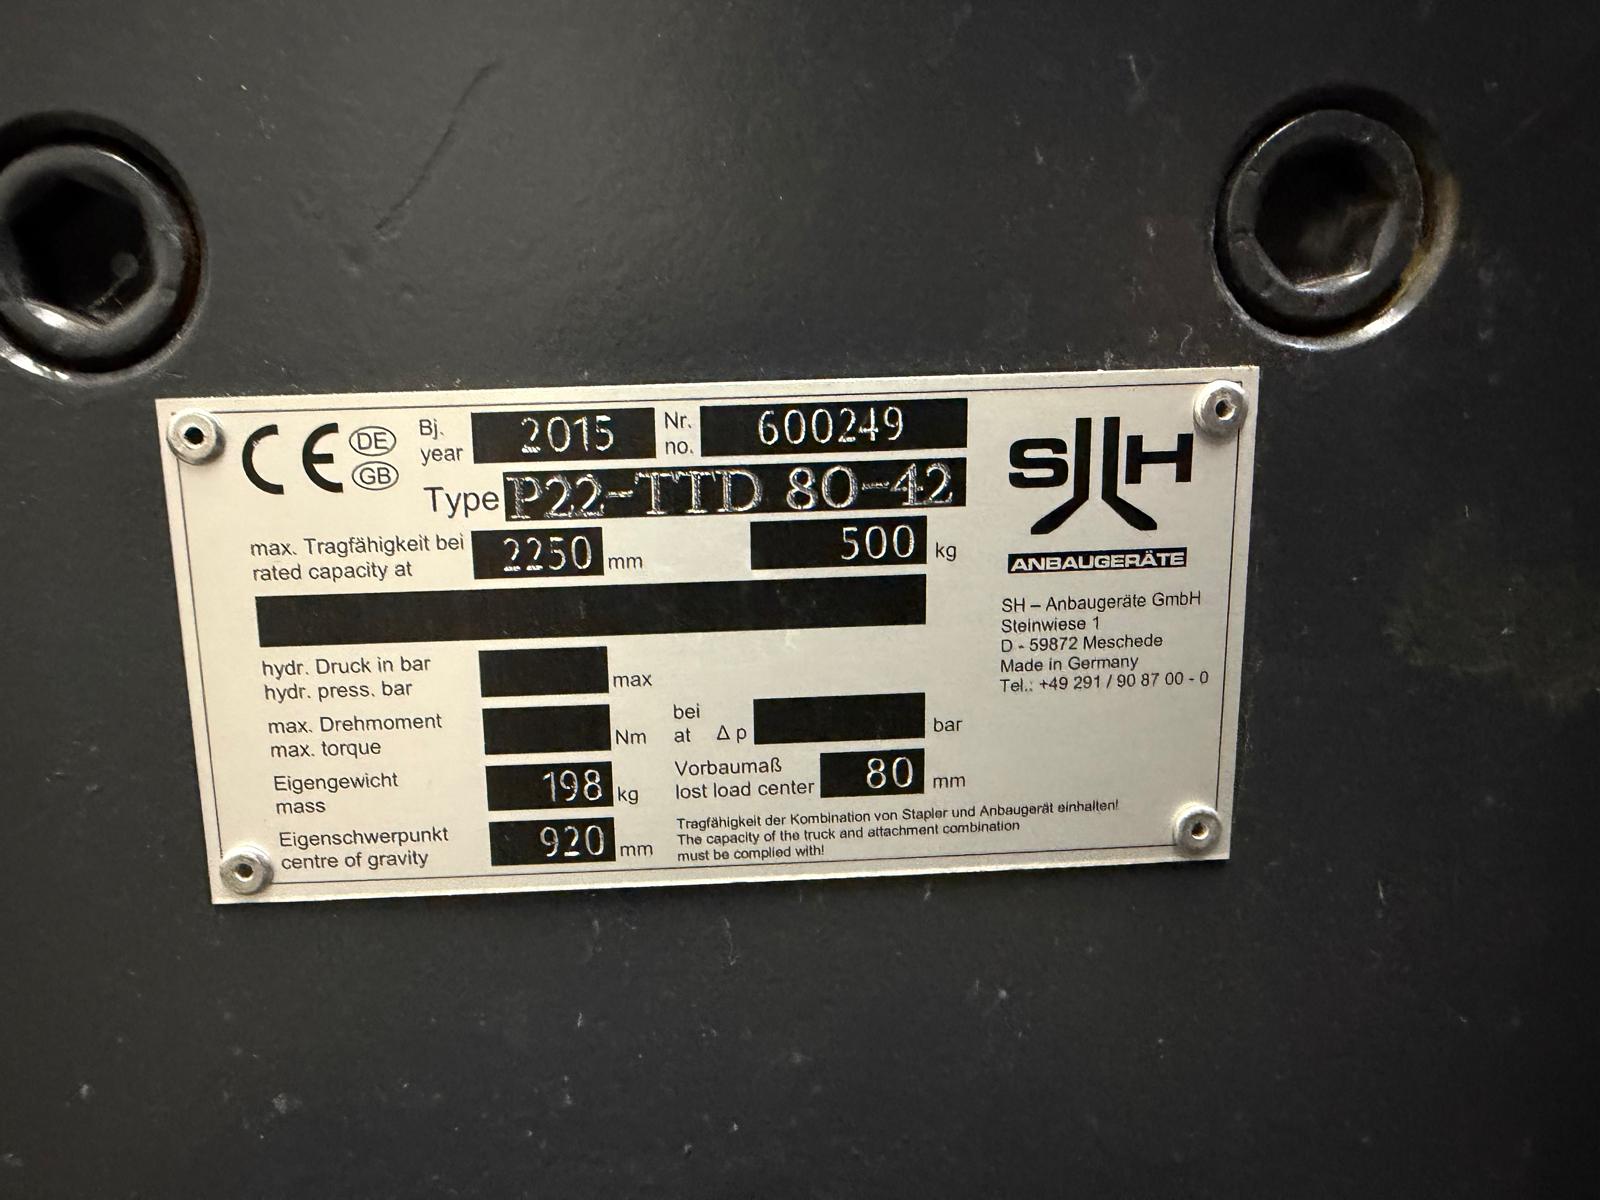 CE DE GB Bj. year 2015 Nr. no. 600249
Type P22-TTD 80-42
max. Tragfähigkeit bei
rated capacity at 2250 mm 500 kg
hydr. Druck in bar
hydr. press. bar max
max. Drehmoment
max. torque Nm bei at Δp bar
Eigengewicht
mass 198 kg
Vorbaumaß
lost load center 80 mm
Eigenschwerpunkt
centre of gravity 920 mm
Tragfähigkeit der Kombination von Stapler und Anbaugerät einhalten!
The capacity of the truck and attachment combination
must be complied with!
SH
ANBAUGERÄTE
SH – Anbaugeräte GmbH
Steinwiese 1
D - 59872 Meschede
Made in Germany
Tel.: +49 291 / 90 87 00 - 0